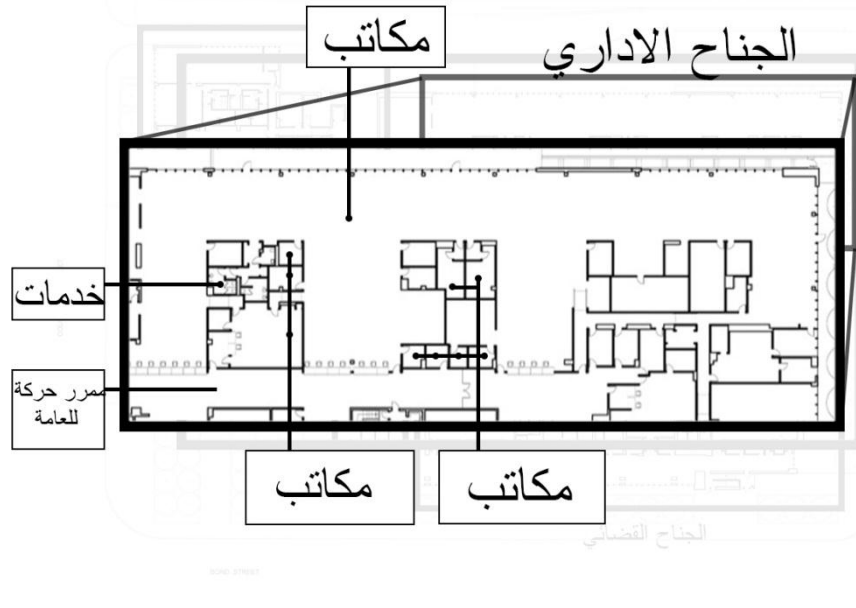 مكاتب
الجناح الاداري
خدمات
ممرر حركة
للعامة
مكاتب
مكاتب
الجناح القضائي